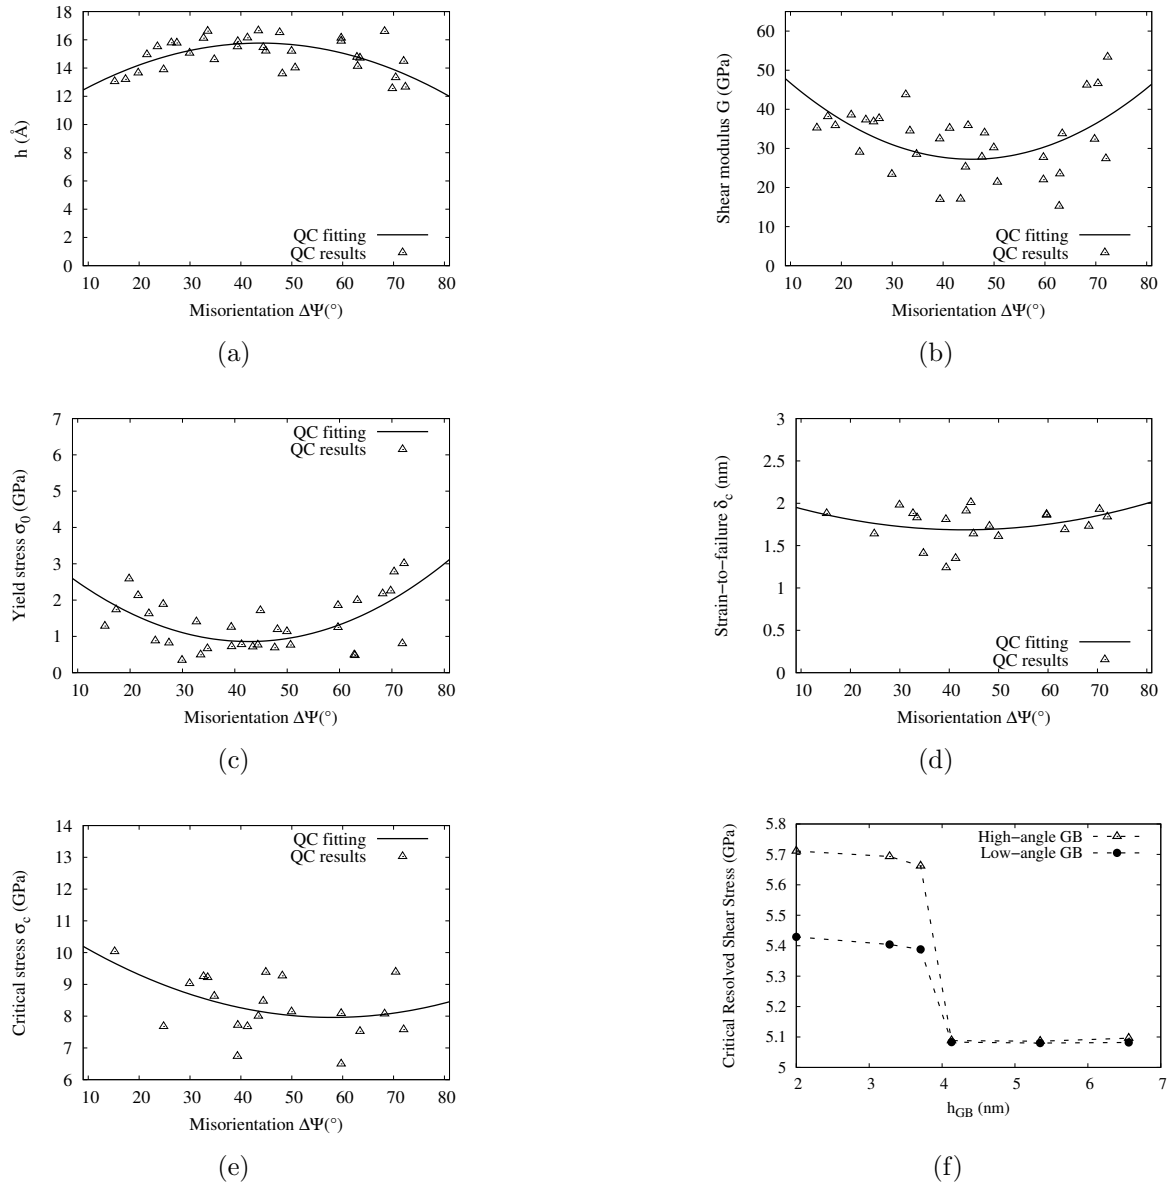 18
16
14
12
10
8
6
4
2
0
h (Å)
QC fitting
QC results
10 20 30 40 50 60 70 80
Misorientation ΔΨ(°)
(a)
60
50
40
30
20
10
0
Shear modulus G (GPa)
QC fitting
QC results
10 20 30 40 50 60 70 80
Misorientation ΔΨ(°)
(b)
7
6
5
4
3
2
1
0
Yield stress σ0 (GPa)
QC fitting
QC results
10 20 30 40 50 60 70 80
Misorientation ΔΨ(°)
(c)
3
2.5
2
1.5
1
0.5
0
Strain−to−failure δc (nm)
QC fitting
QC results
10 20 30 40 50 60 70 80
Misorientation ΔΨ(°)
(d)
14
13
12
11
10
9
8
7
6
Critical stress σc (GPa)
QC fitting
QC results
10 20 30 40 50 60 70 80
Misorientation ΔΨ(°)
(e)
5.8
5.7
5.6
5.5
5.4
5.3
5.2
5.1
5
Critical Resolved Shear Stress (GPa)
High−angle GB
Low−angle GB
2 3 4 5 6 7
hGB (nm)
(f)